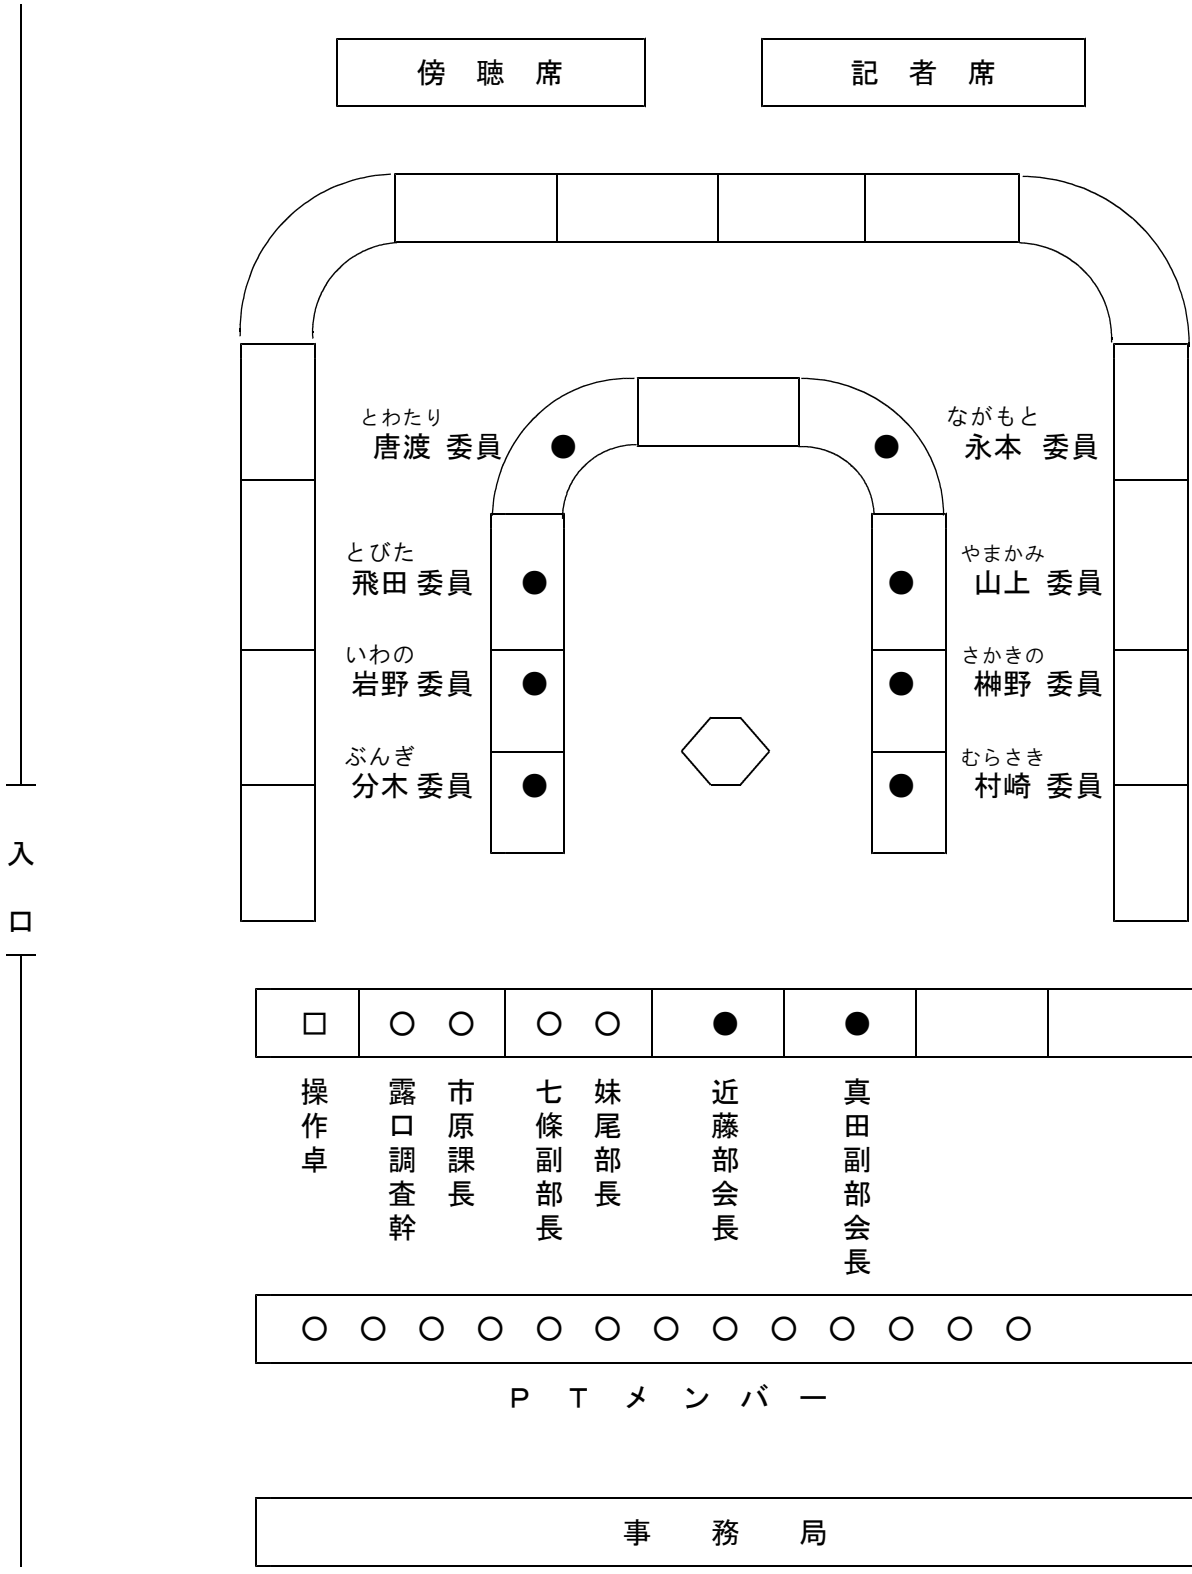 傍聴席
記者席
とわたり
唐渡 委員
ながもと
永本 委員
とびた
飛田 委員
やまかみ
山上 委員
いわの
岩野 委員
さかきの
榊野 委員
ぶんぎ
分木 委員
むらさき
村崎 委員
入口
操作卓
露口調査幹
市原課長
七條副部長
妹尾部長
近藤部会長
真田副部会長
PTメンバー
事務局